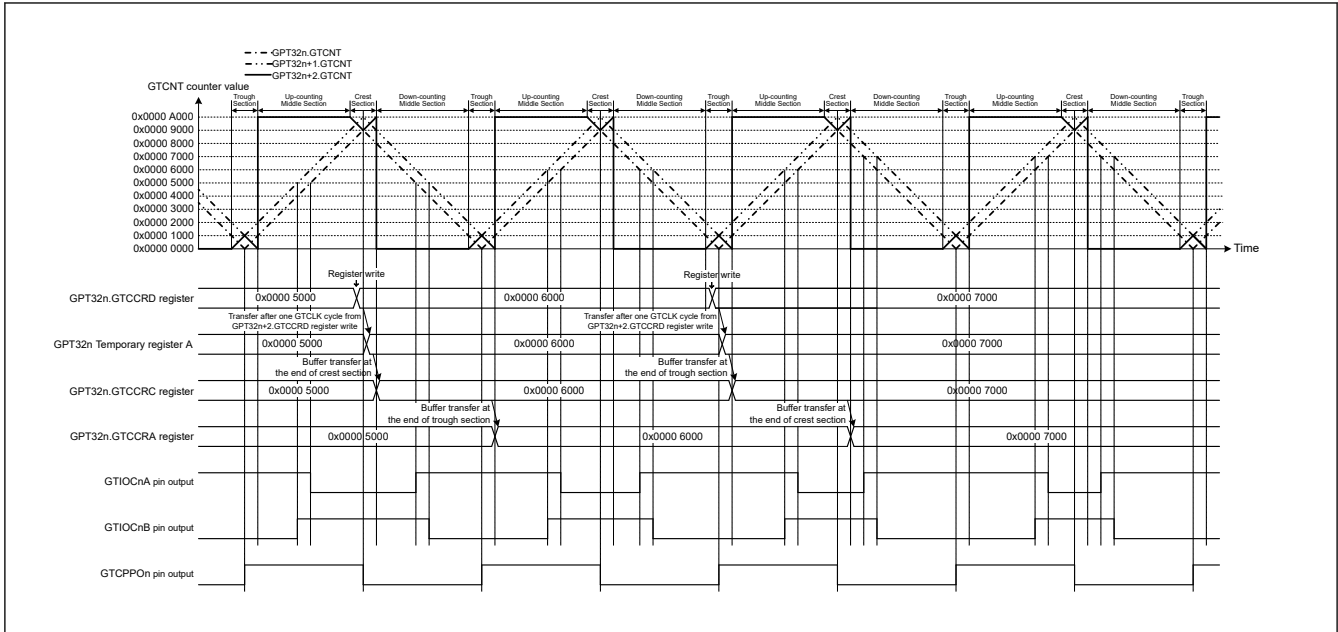 GPT32n.GTCNT
GPT32n+1.GTCNT
GPT32n+2.GTCNT
GTCNT counter value
Trough Section
Up-counting Middle Section
Crest Section
Down-counting Middle Section
Trough Section
Up-counting Middle Section
Crest Section
Down-counting Middle Section
Trough Section
Up-counting Middle Section
Crest Section
Down-counting Middle Section
Trough Section
Up-counting Middle Section
Crest Section
Down-counting Middle Section
Trough Section
0x0000 A000
0x0000 9000
0x0000 8000
0x0000 7000
0x0000 6000
0x0000 5000
0x0000 4000
0x0000 3000
0x0000 2000
0x0000 1000
0x0000 0000
Time
Register write
Register write
GPT32n.GTCCRD register
0x0000 5000
0x0000 6000
0x0000 7000
Transfer after one GTCLK cycle from
GPT32n+2.GTCCRD register write
Transfer after one GTCLK cycle from
GPT32n+2.GTCCRD register write
GPT32n Temporary register A
0x0000 5000
0x0000 6000
0x0000 7000
Buffer transfer at
the end of crest section
Buffer transfer at
the end of trough section
GPT32n.GTCCRC register
0x0000 5000
0x0000 6000
0x0000 7000
Buffer transfer at
the end of trough section
Buffer transfer at
the end of crest section
GPT32n.GTCCRA register
0x0000 5000
0x0000 6000
0x0000 7000
GTIOCnA pin output
GTIOCnB pin output
GTCPPOn pin output